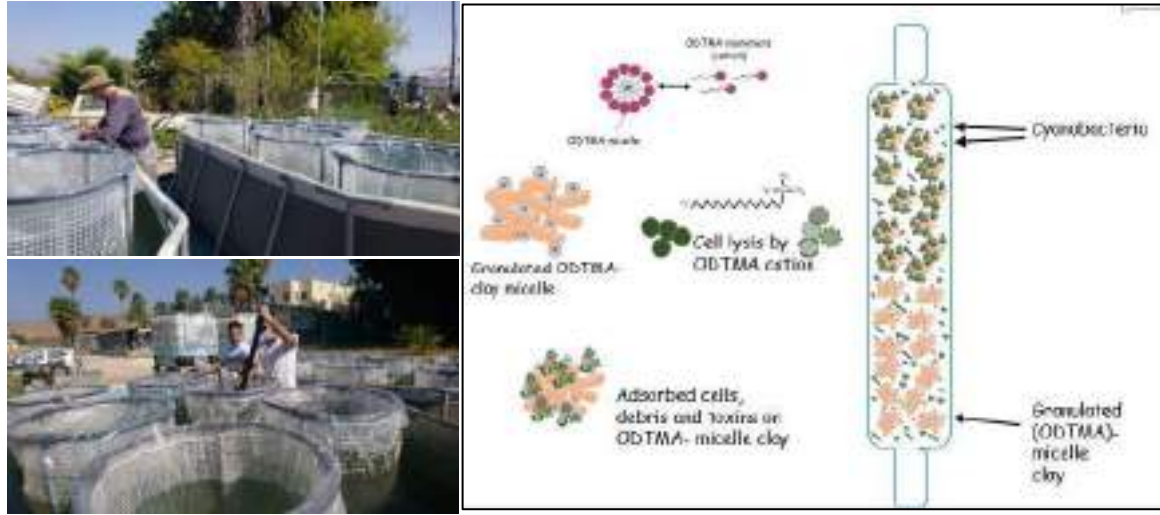 ODTMA monomers
(cation)
ODTMA-micelle
Cyanobacteria
Granulated ODTMA-
clay micelle
Cell lysis by
ODTMA cation
Adsorbed cells,
debris and toxins on
ODTMA- micelle clay
Granulated
(ODTMA)-
micelle
clay